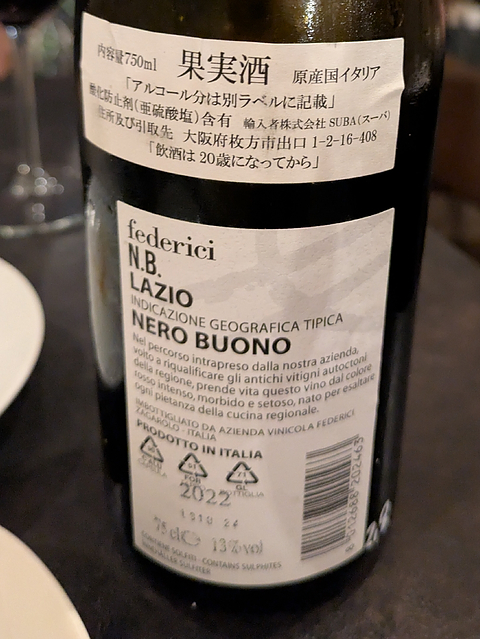 内容容750ml 果実酒 原産国イタリア
「アルコール分は別ラベルに記載」
酸化防止剤(亜硫酸塩)含有 輸入者株式会社 SUBA(スーバ)
住所及び引取先 大阪府枚方市出口 1-2-16-408
「飲酒は 20歳になってから」
federici
N.B.
LAZIO
INDICAZIONE GEOGRAFICA TIPICA
NERO BUONO
Nel percorso intrapreso dalla nostra azienda,
volto a riqualificare gli antichi vitigni autoctoni
della regione, prende vita questo vino dal colore
rosso intenso, morbido e setoso, nato per esaltare
ogni pietanza della cucina regionale.
IMBOTTIGLIATO DA AZIENDA VINICOLA FEDERICI
ZAGAROLO - ITALIA
PRODOTTO IN ITALIA
2022
75 cl e 13% vol
CONTIENE SOLFITI - CONTAINS SULPHITES